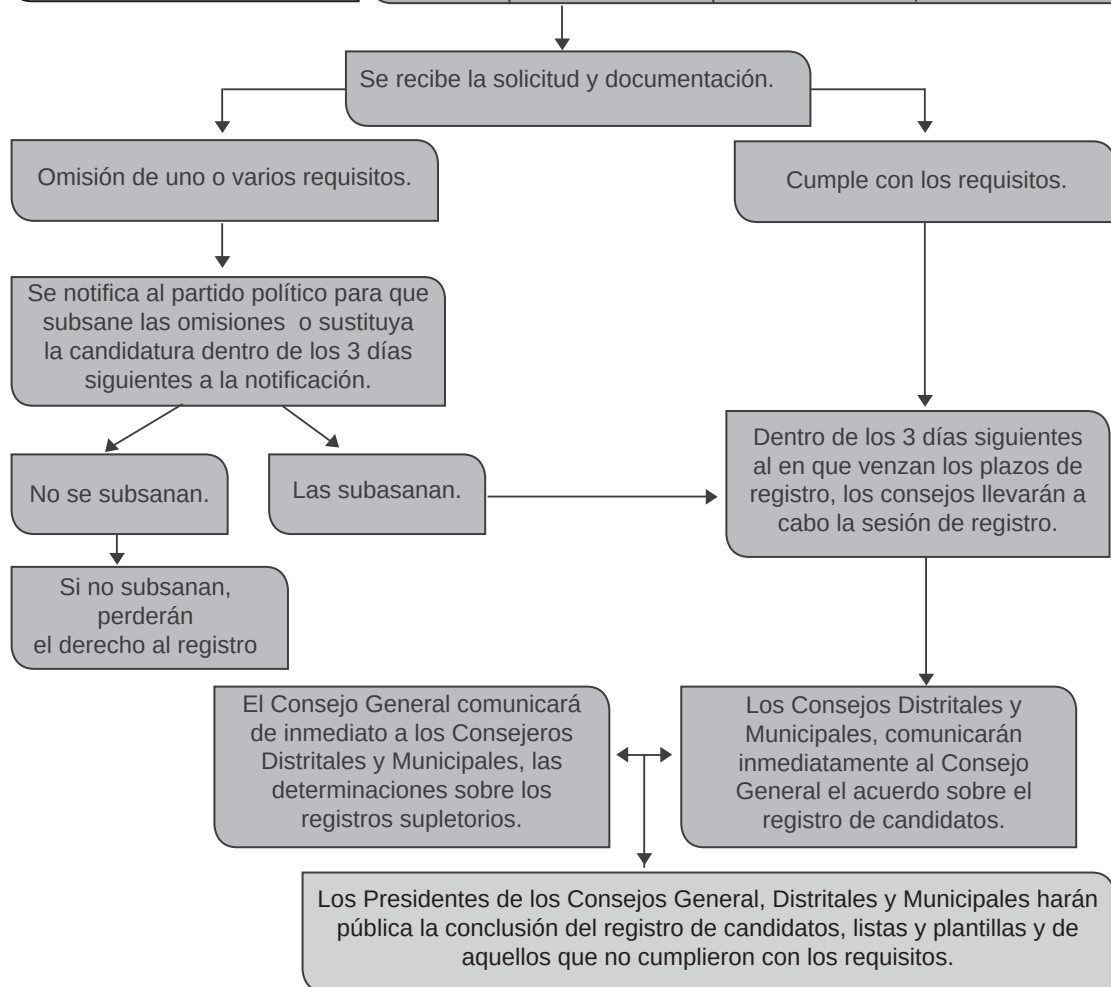 Se recibe la solicitud y documentación.
Omisión de uno o varios requisitos.
Cumple con los requisitos.
Se notifica al partido político para que
subsane las omisiones o sustituya
la candidatura dentro de los 3 días
siguientes a la notificación.
No se subsanan.
Las subasanan.
Dentro de los 3 días siguientes
al en que venzan los plazos de
registro, los consejos llevarán a
cabo la sesión de registro.
Si no subsanan,
perderán
el derecho al registro
El Consejo General comunicará
de inmediato a los Consejeros
Distritales y Municipales, las
determinaciones sobre los
registros supletorios.
Los Consejos Distritales y
Municipales, comunicarán
inmediatamente al Consejo
General el acuerdo sobre el
registro de candidatos.
Los Presidentes de los Consejos General, Distritales y Municipales harán
pública la conclusión del registro de candidatos, listas y plantillas y de
aquellos que no cumplieron con los requisitos.